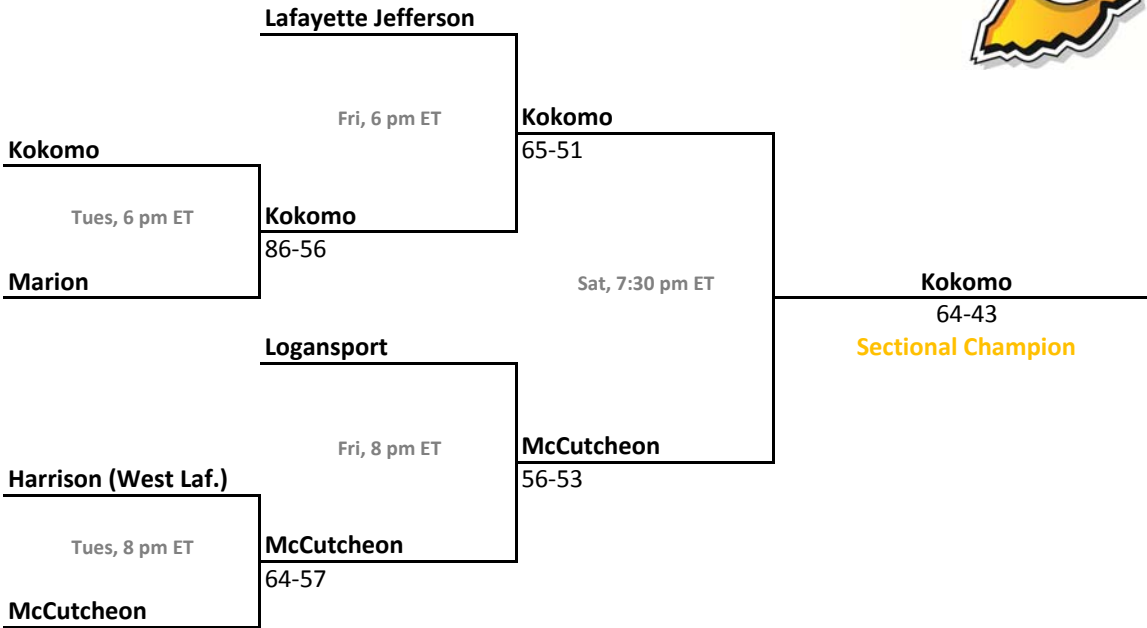 Lafayette Jefferson
Fri, 6 pm ET
Kokomo
65-51
Kokomo
Tues, 6 pm ET
Kokomo
86-56
Marion
Sat, 7:30 pm ET
Kokomo
64-43
Sectional Champion
Logansport
Fri, 8 pm ET
McCutcheon
56-53
Harrison (West Laf.)
Tues, 8 pm ET
McCutcheon
64-57
McCutcheon